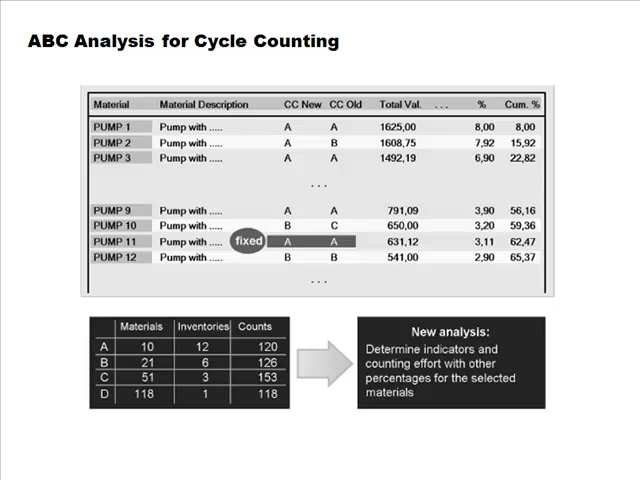 ABC Analysis for Cycle Counting
Material Material Description CC New CC Old Total Val. ... % Cum. %
PUMP 1 Pump with ..... A A 1625,00 8,00 8,00
PUMP 2 Pump with ..... A B 1608,75 7,92 15,92
PUMP 3 Pump with ..... A A 1492,19 6,90 22,82
...
PUMP 9 Pump with ..... A A 791,09 3,90 56,16
PUMP 10 Pump with ..... B C 650,00 3,20 59,36
PUMP 11 Pump with ..... fixed A A 631,12 3,11 62,47
PUMP 12 Pump with ..... B B 541,00 2,90 65,37
...
Materials Inventories Counts
A 10 12 120
B 21 6 126
C 51 3 153
D 118 1 118
New analysis:
Determine indicators and
counting effort with other
percentages for the selected
materials